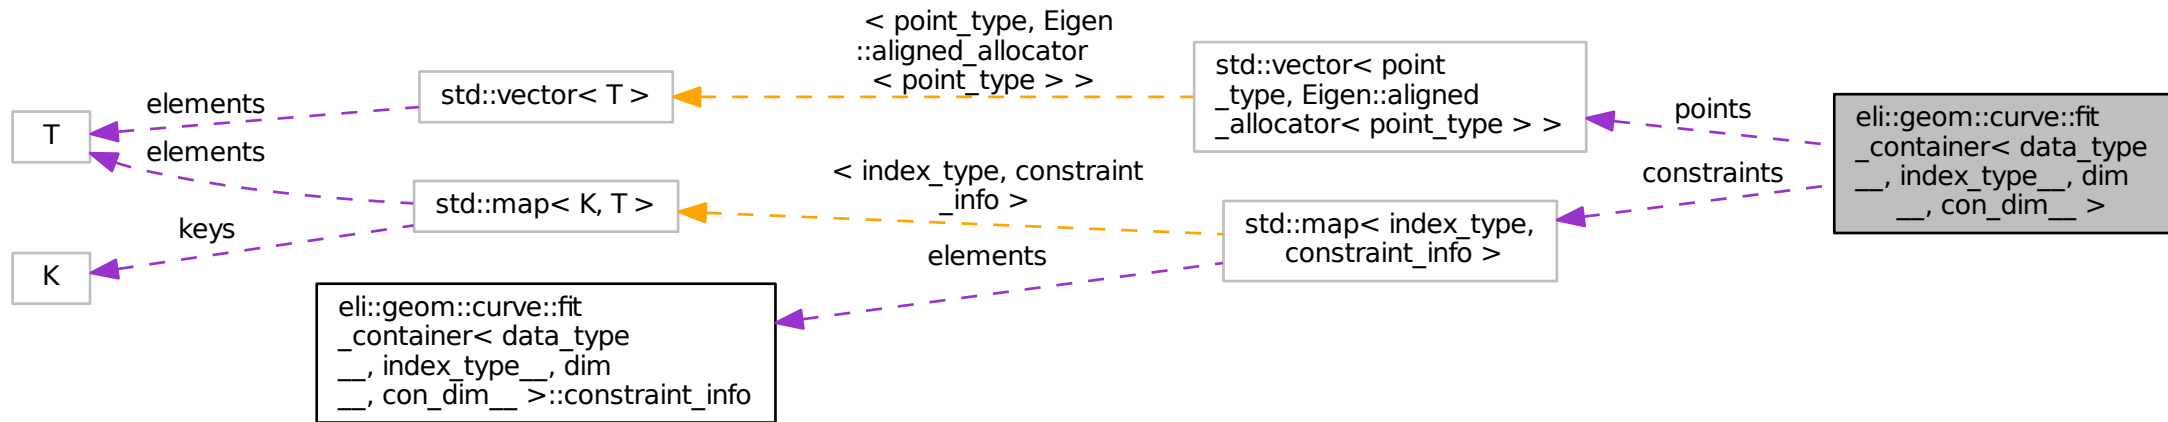 T
K
elements
elements
keys
std::vector< T >
std::map< K, T >
eli::geom::curve::fit
_container< data_type
__, index_type__, dim
__, con_dim__ >::constraint_info
< point_type, Eigen
::aligned_allocator
< point_type > >
< index_type, constraint
_info >
elements
std::vector< point
_type, Eigen::aligned
_allocator< point_type > >
std::map< index_type,
constraint_info >
points
constraints
eli::geom::curve::fit
_container< data_type
__, index_type__, dim
__, con_dim__ >